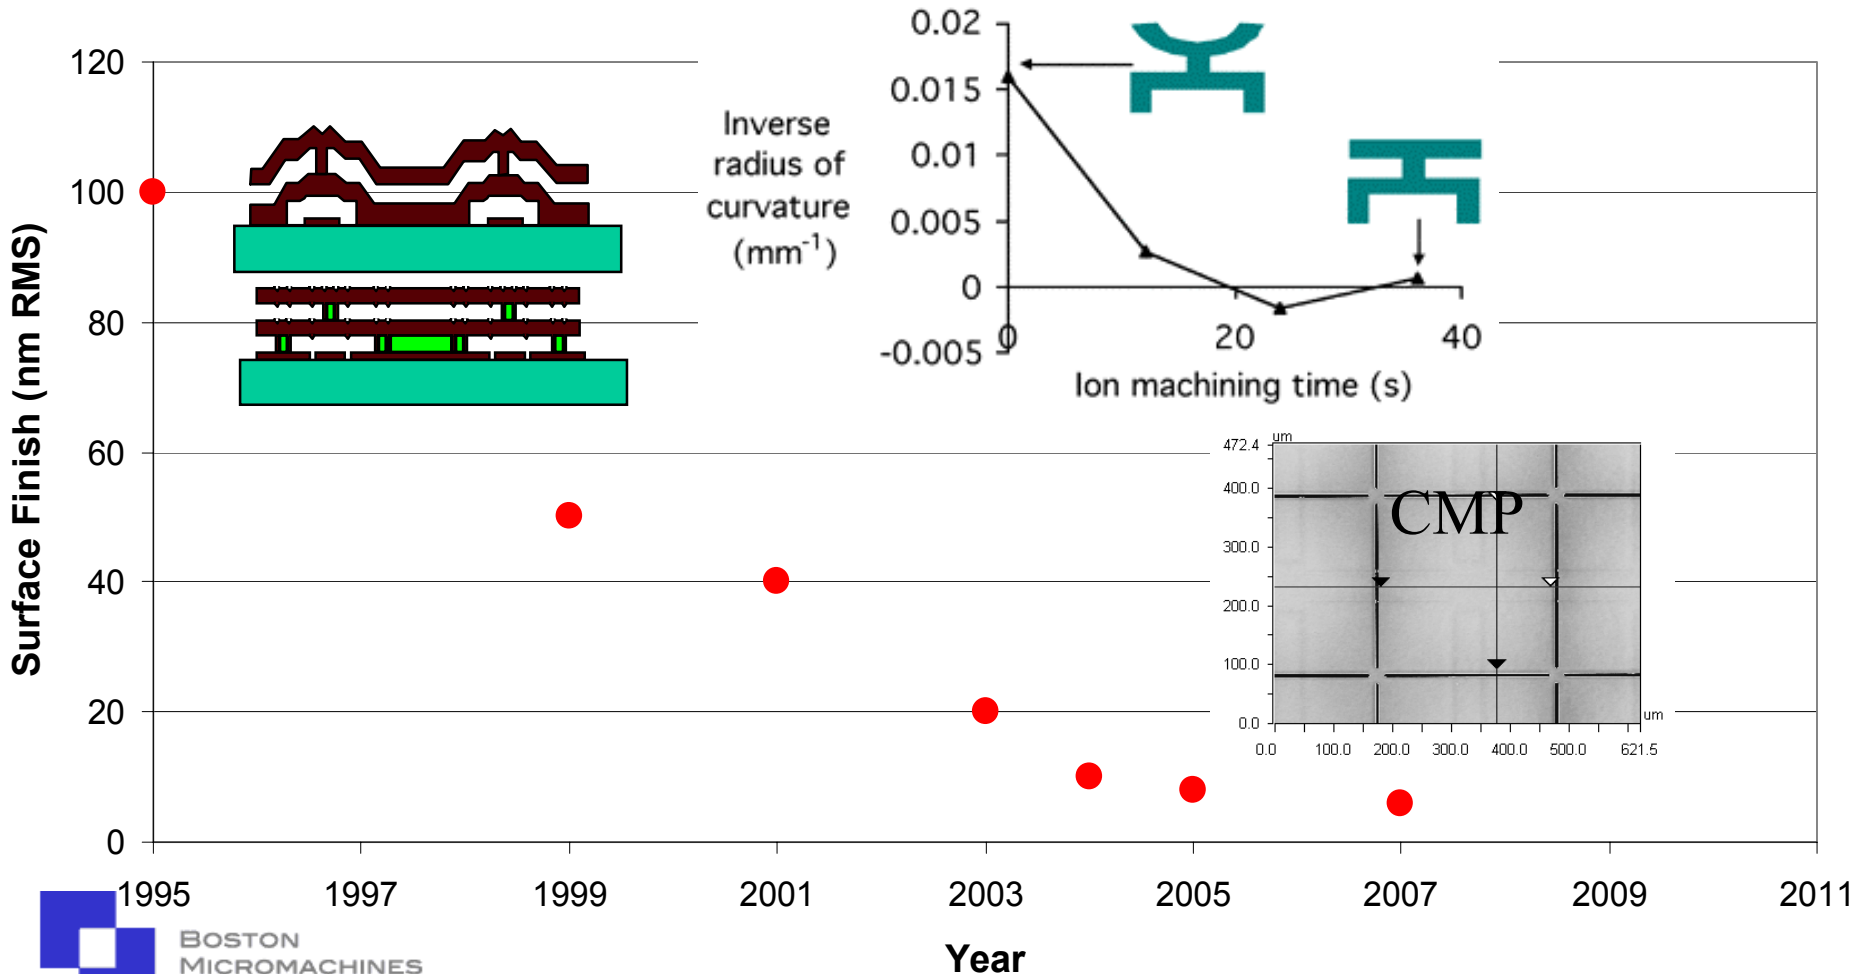 Surface Finish (nm RMS)
120
100
80
60
40
20
0
1995 1997 1999 2001 2003 2005 2007 2009 2011
Year
Inverse
radius of
curvature
(mm⁻¹)
0.02
0.015
0.01
0.005
0
-0.005
0 20 40
Ion machining time (s)
um
472.4
400.0
300.0
200.0
100.0
0.0
CMP
um
0.0 100.0 200.0 300.0 400.0 500.0 621.5
BOSTON
MICROMACHINES